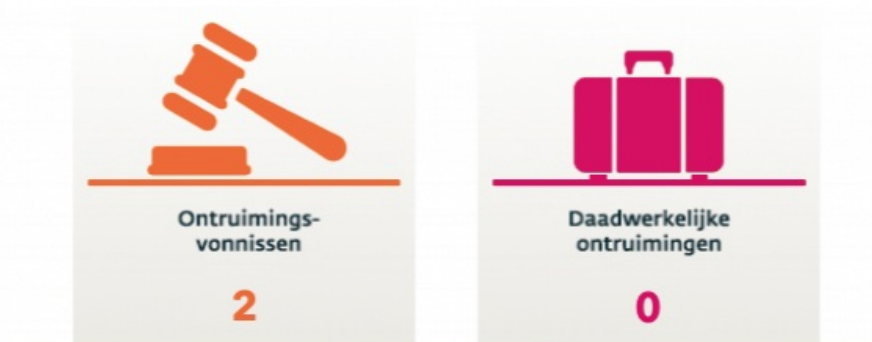 Ontruimings-
vonnissen
2
Daadwerkelijke
ontruimingen
0